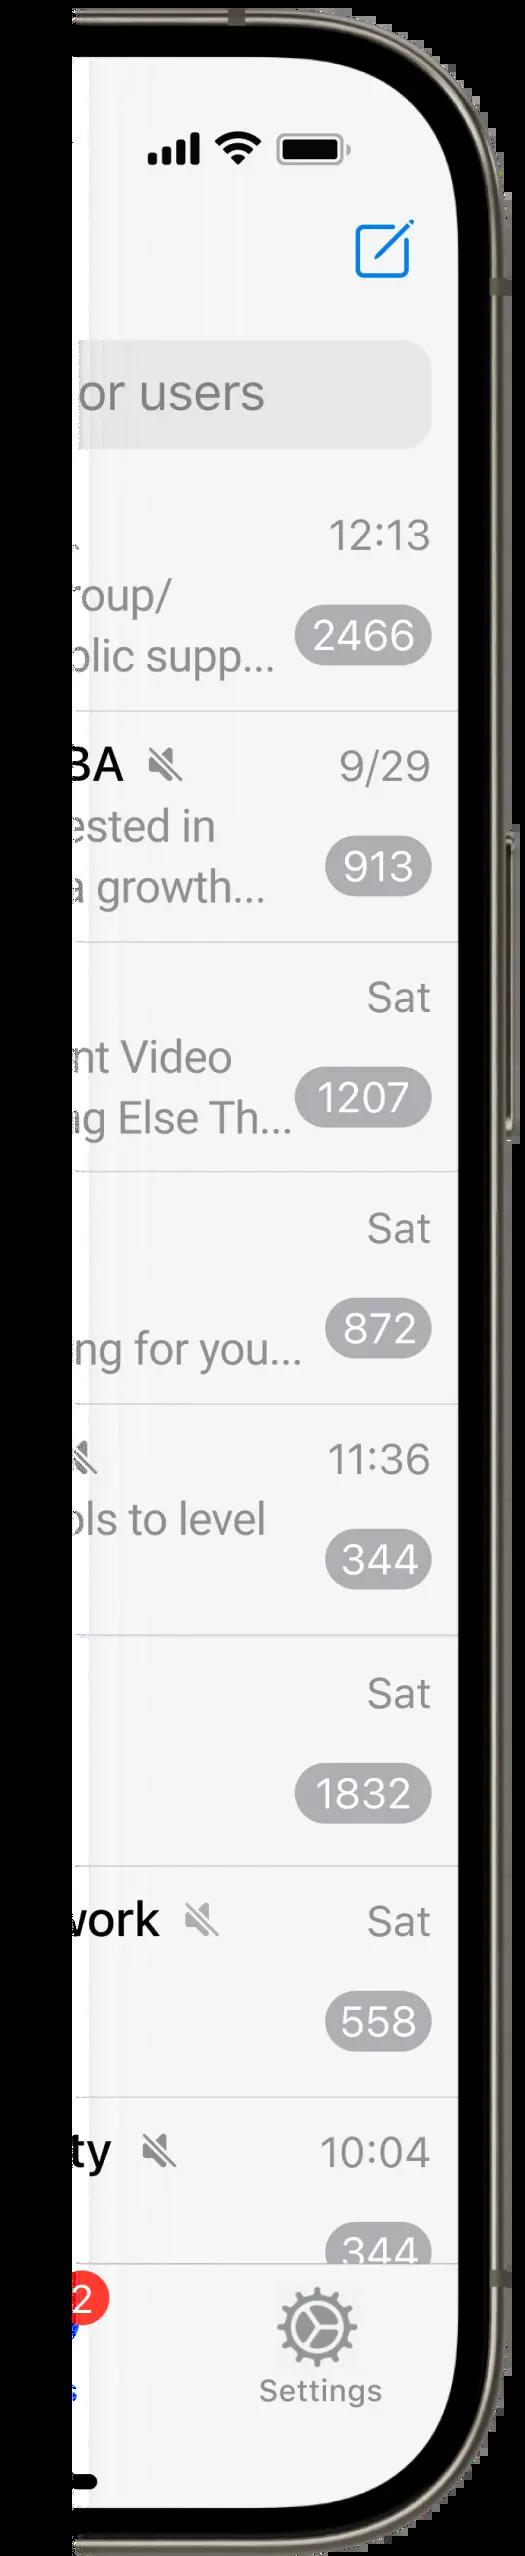 or users
12:13
roup/
2466
blic supp...
BA
9/29
ested in
913
a growth...
Sat
nt Video
1207
ng Else Th...
Sat
872
ng for you...
11:36
ols to level
344
Sat
1832
work
Sat
558
ty
10:04
344
2
s
Settings